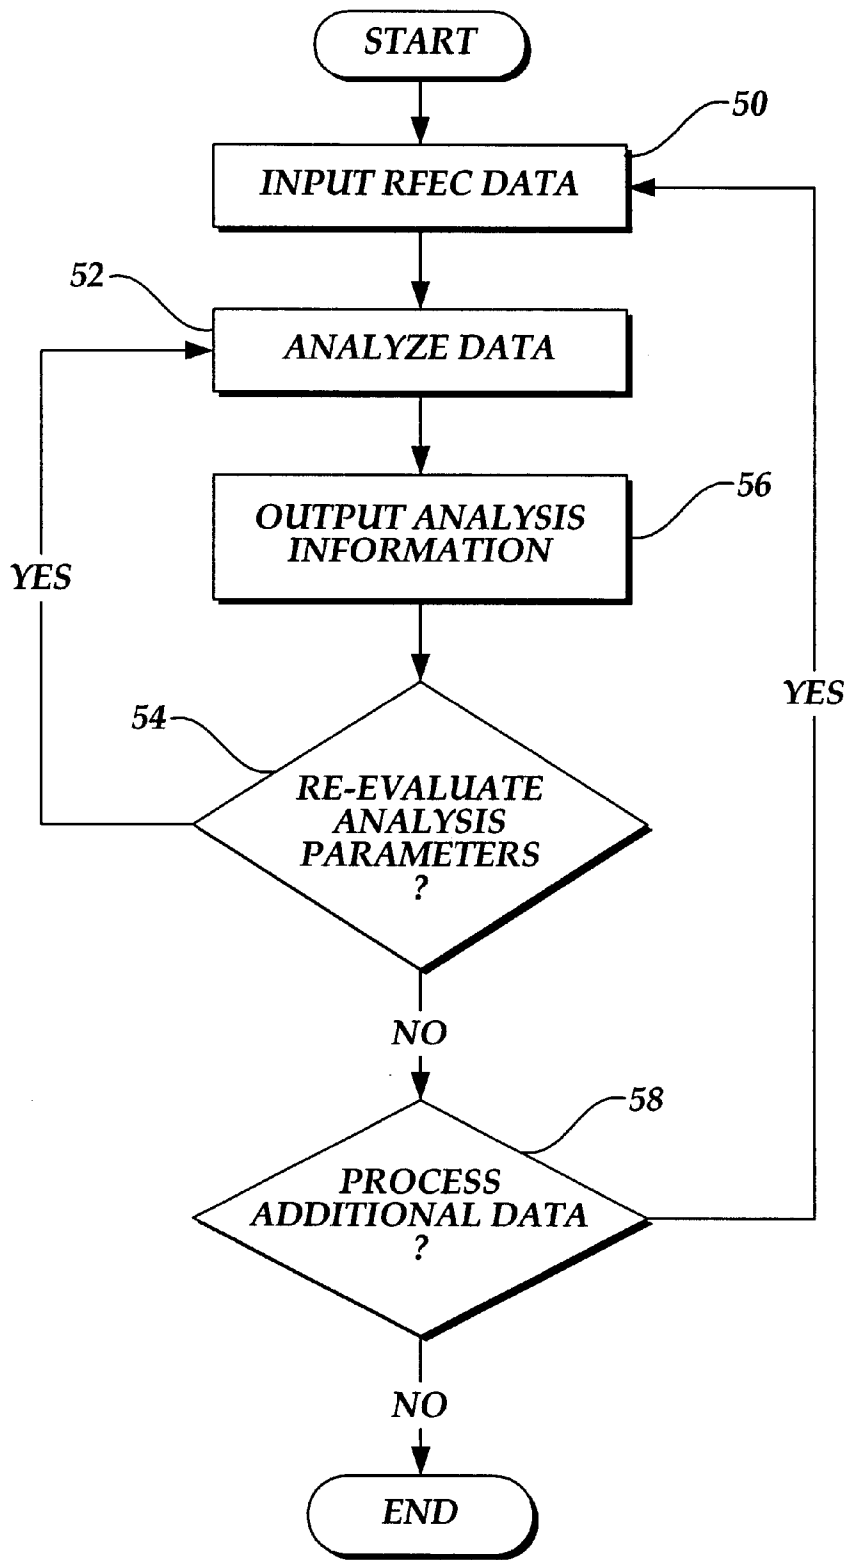 START
50
INPUT RFEC DATA
52
ANALYZE DATA
56
OUTPUT ANALYSIS
INFORMATION
YES
YES
54
RE-EVALUATE
ANALYSIS
PARAMETERS
?
NO
58
PROCESS
ADDITIONAL DATA
?
NO
END